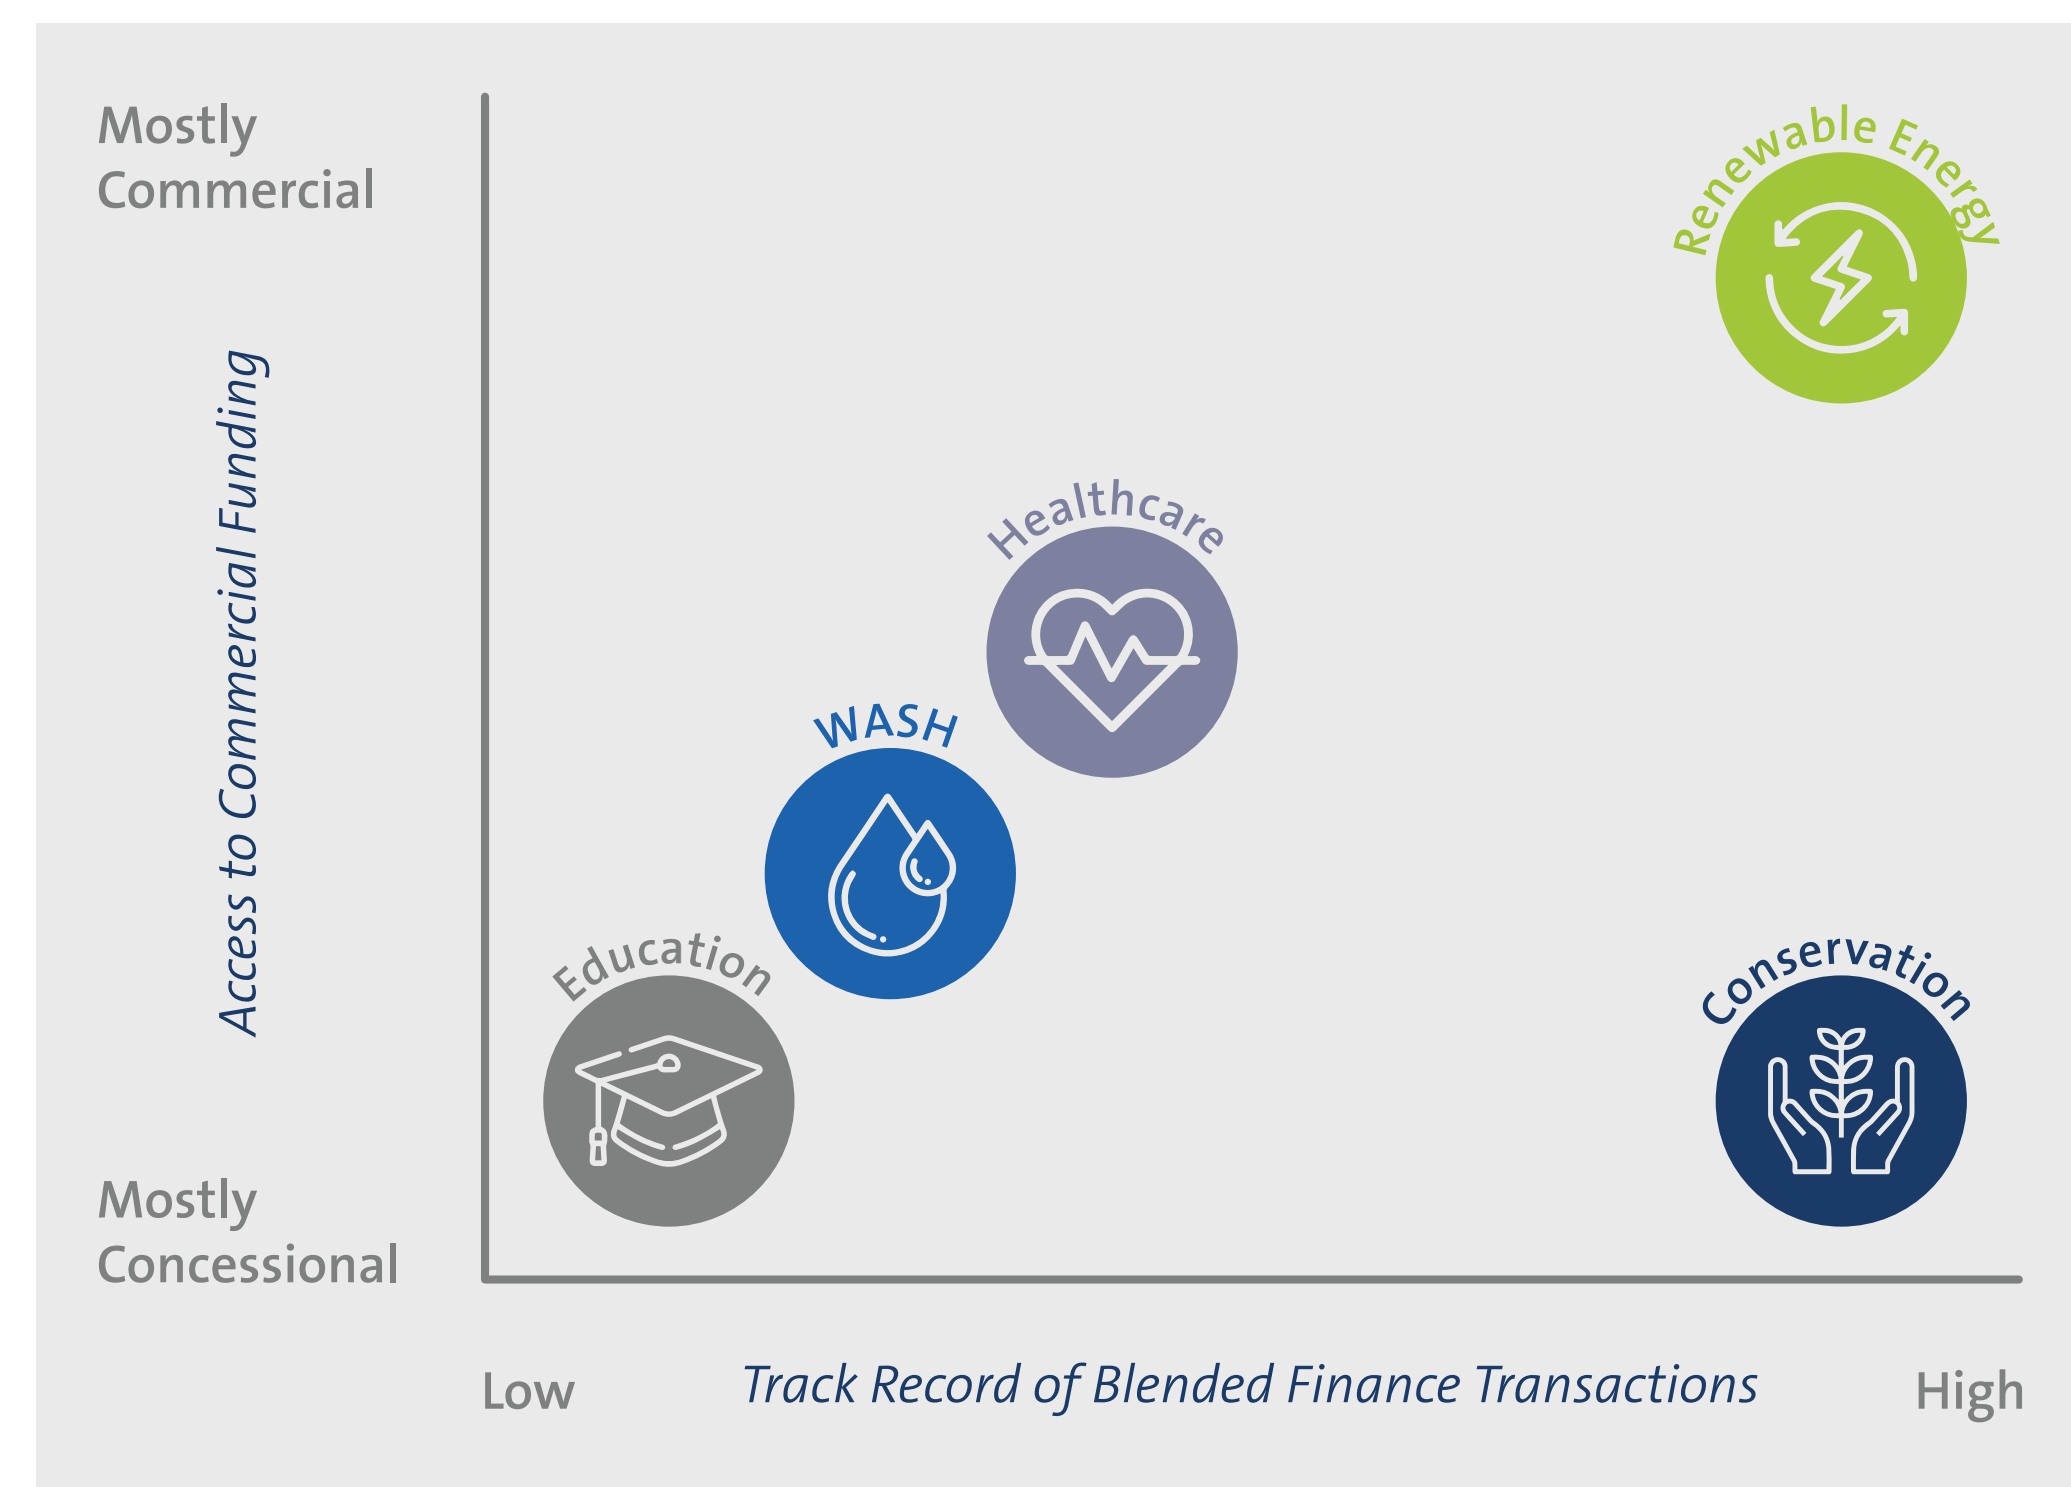 Mostly
Commercial
Renewable Energy
Access to Commercial Funding
Healthcare
WASH
Education
Conservation
Mostly
Concessional
Low
Track Record of Blended Finance Transactions
High